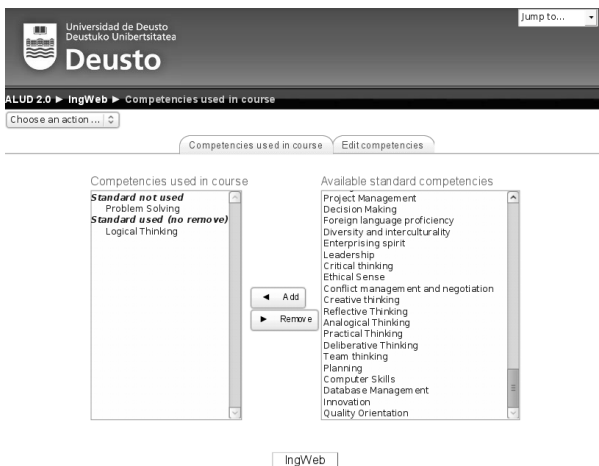 Jump to...
Universidad de Deusto
Deustuko Unibertsitatea
Deusto
ALUD 2.0 ► IngWeb ► Competencies used in course
Choose an action ...
Competencies used in course
Edit competencies
Competencies used in course
Standard not used
Problem Solving
Standard used (no remove)
Logical Thinking
◄ Add
► Remove
Available standard competencies
Project Management
Decision Making
Foreign language proficiency
Diversity and interculturality
Enterprising spirit
Leadership
Critical thinking
Ethical Sense
Conflict management and negotiation
Creative thinking
Reflective Thinking
Analogical Thinking
Practical Thinking
Deliberative Thinking
Team thinking
Planning
Computer Skills
Database Management
Innovation
Quality Orientation
IngWeb